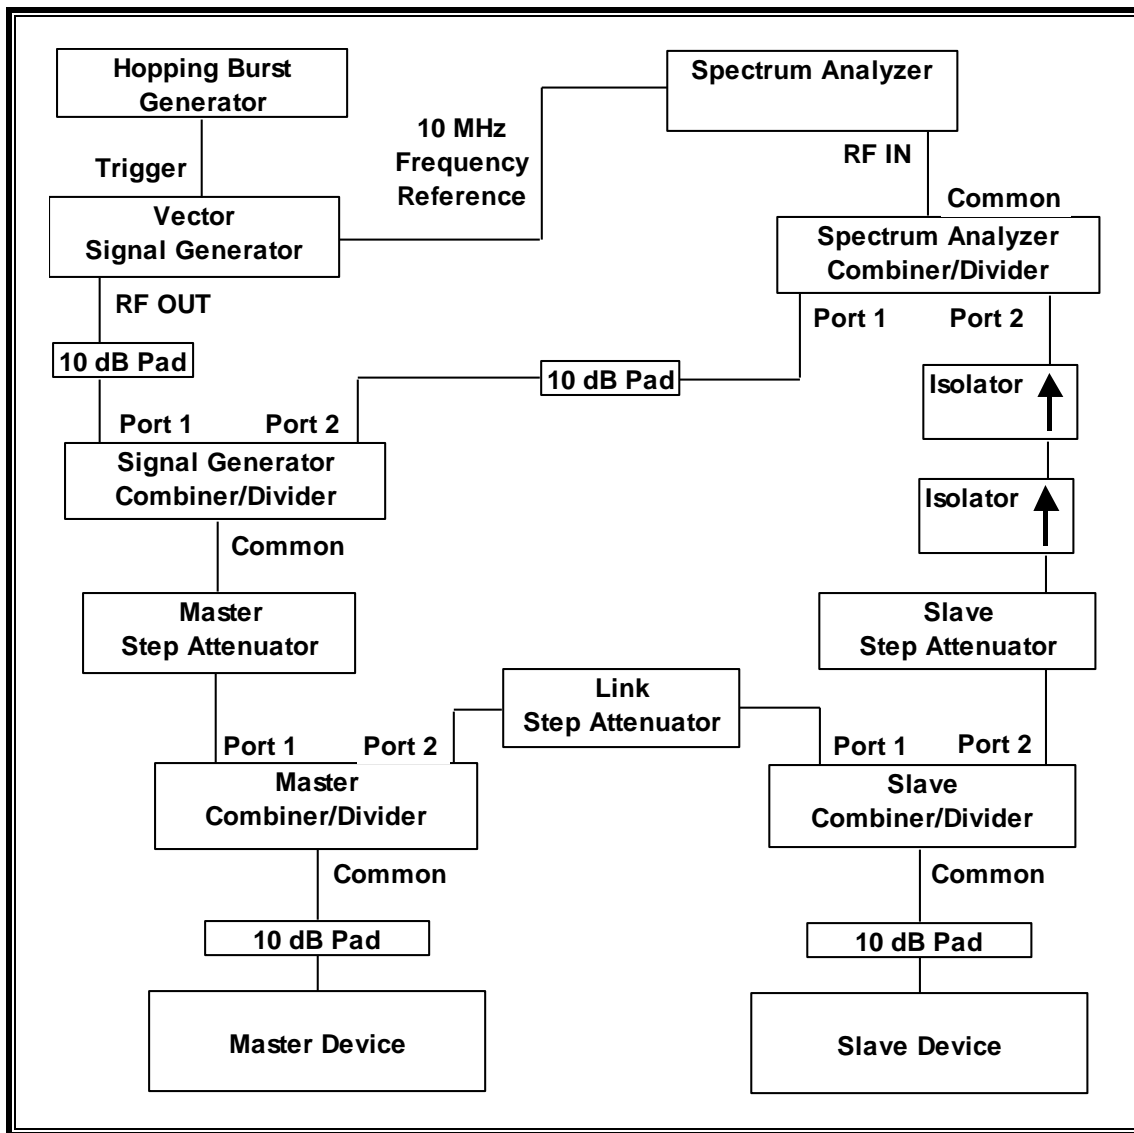 Hopping Burst
Generator
Spectrum Analyzer
10 MHz
Frequency
Reference
Trigger
RF IN
Common
Vector
Signal Generator
Spectrum Analyzer
Combiner/Divider
RF OUT
Port 1
Port 2
10 dB Pad
10 dB Pad
Isolator
Port 1
Port 2
Signal Generator
Combiner/Divider
Isolator
Common
Master
Step Attenuator
Slave
Step Attenuator
Link
Step Attenuator
Port 1
Port 2
Port 1
Port 2
Master
Combiner/Divider
Slave
Combiner/Divider
Common
Common
10 dB Pad
10 dB Pad
Master Device
Slave Device